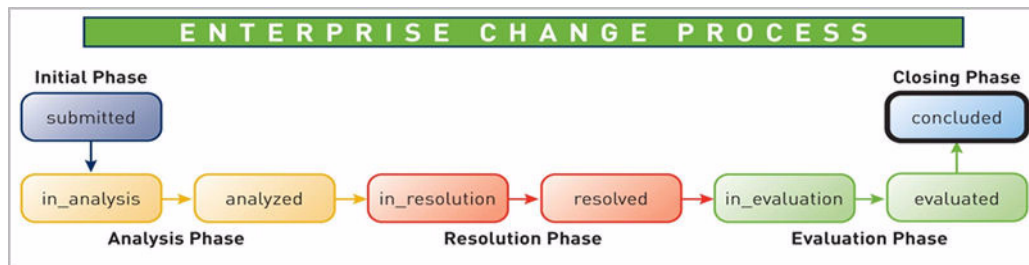 ENTERPRISE CHANGE PROCESS
Initial Phase
Closing Phase
submitted
concluded
in_analysis
analyzed
in_resolution
resolved
in_evaluation
evaluated
Analysis Phase
Resolution Phase
Evaluation Phase